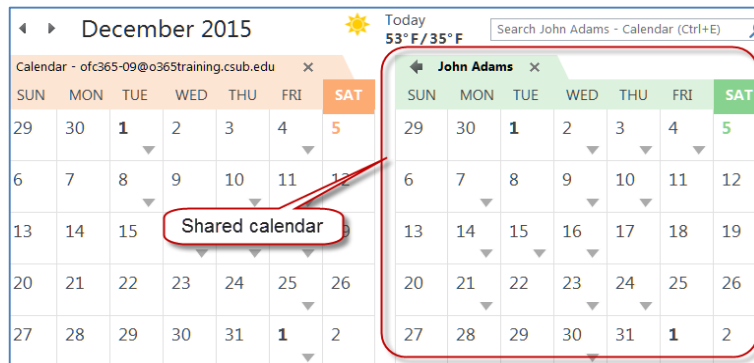 December 2015
Today
53°F/35°F
Search John Adams - Calendar (Ctrl+E)
Calendar - ofc365-09@o365training.csub.edu
SUN MON TUE WED THU FRI SAT
29 30 1 2 3 4 5
6 7 8 9 10 11 12
13 14 15
20 21 22 23 24 25 26
27 28 29 30 31 1 2
Shared calendar
John Adams
SUN MON TUE WED THU FRI SAT
29 30 1 2 3 4 5
6 7 8 9 10 11 12
13 14 15 16 17 18 19
20 21 22 23 24 25 26
27 28 29 30 31 1 2